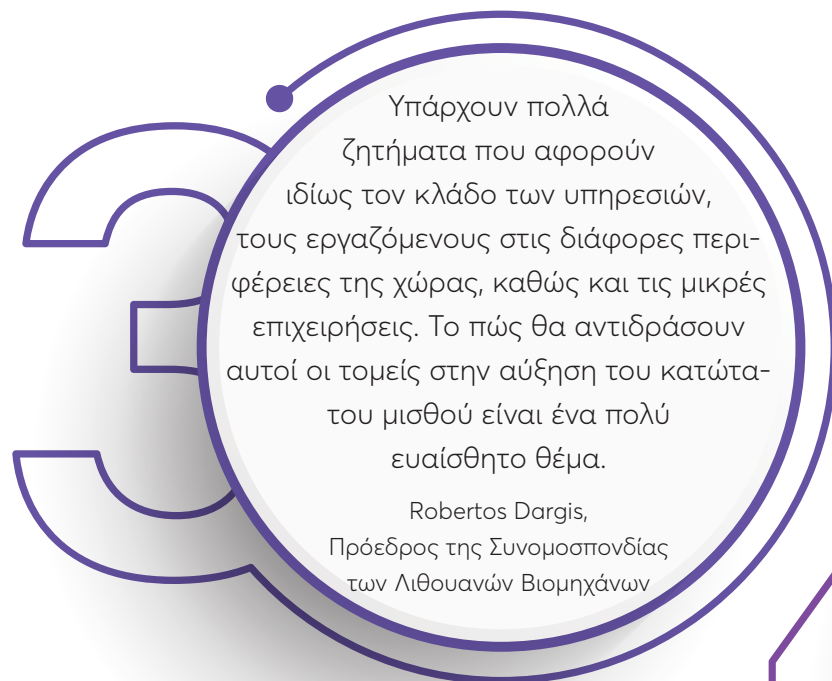 3
Υπάρχουν πολλά
ζητήματα που αφορούν
ιδίως τον κλάδο των υπηρεσιών,
τους εργαζόμενους στις διάφορες περι-
φέρειες της χώρας, καθώς και τις μικρές
επιχειρήσεις. Το πώς θα αντιδράσουν
αυτοί οι τομείς στην αύξηση του κατώτα-
του μισθού είναι ένα πολύ
ευαίσθητο θέμα.
Robertos Dargis,
Πρόεδρος της Συνομοσπονδίας
των Λιθουανών Βιομηχάνων